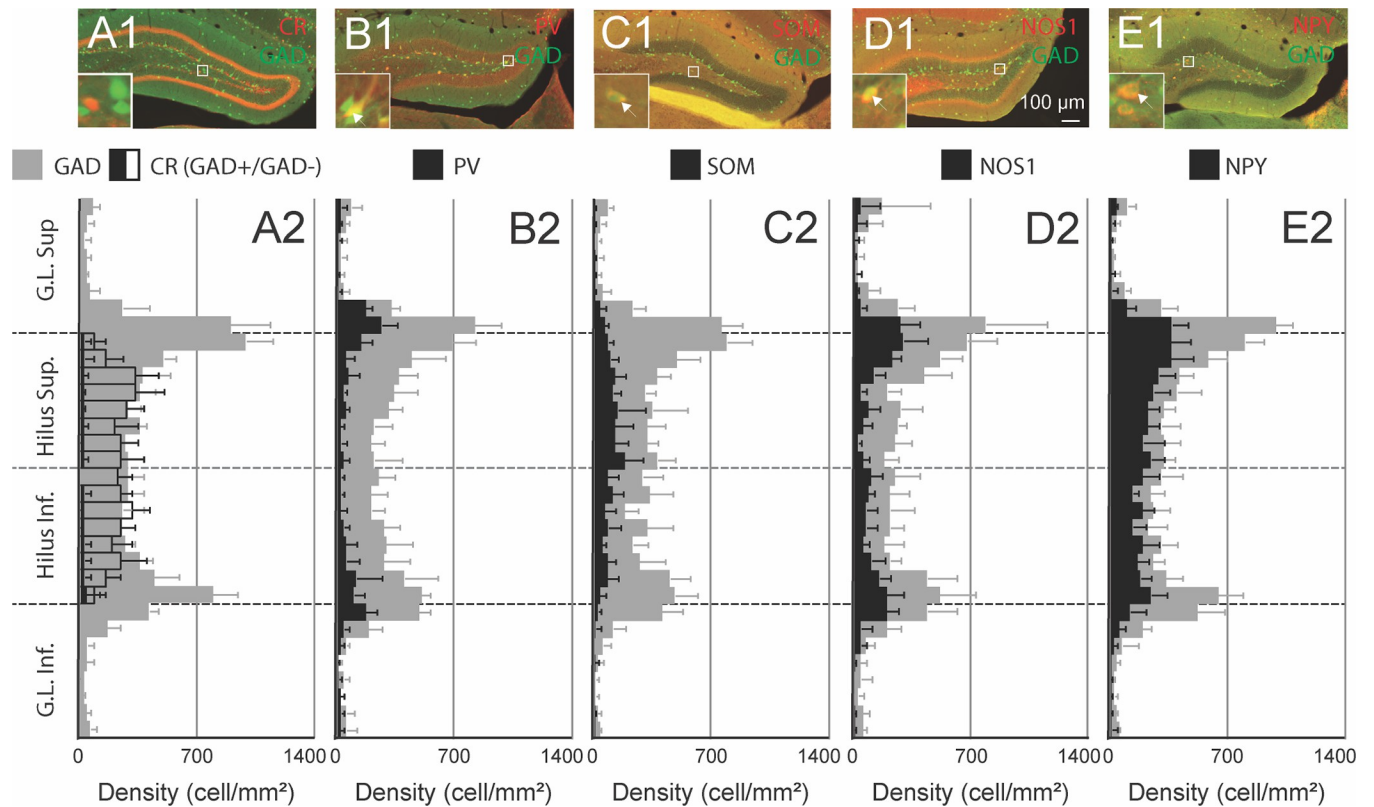 A1 CR GAD
B1 PV GAD
C1 SOM GAD
D1 NOS1 GAD 100 µm
E1 NPY GAD
GAD CR (GAD+/GAD-) PV SOM NOS1 NPY
A2 B2 C2 D2 E2
G.L. Sup
Hilus Sup.
Hilus Inf.
G.L. Inf.
0 700 1400 0 700 1400 0 700 1400 0 700 1400 0 700 1400
Density (cell/mm²) Density (cell/mm²) Density (cell/mm²) Density (cell/mm²) Density (cell/mm²)